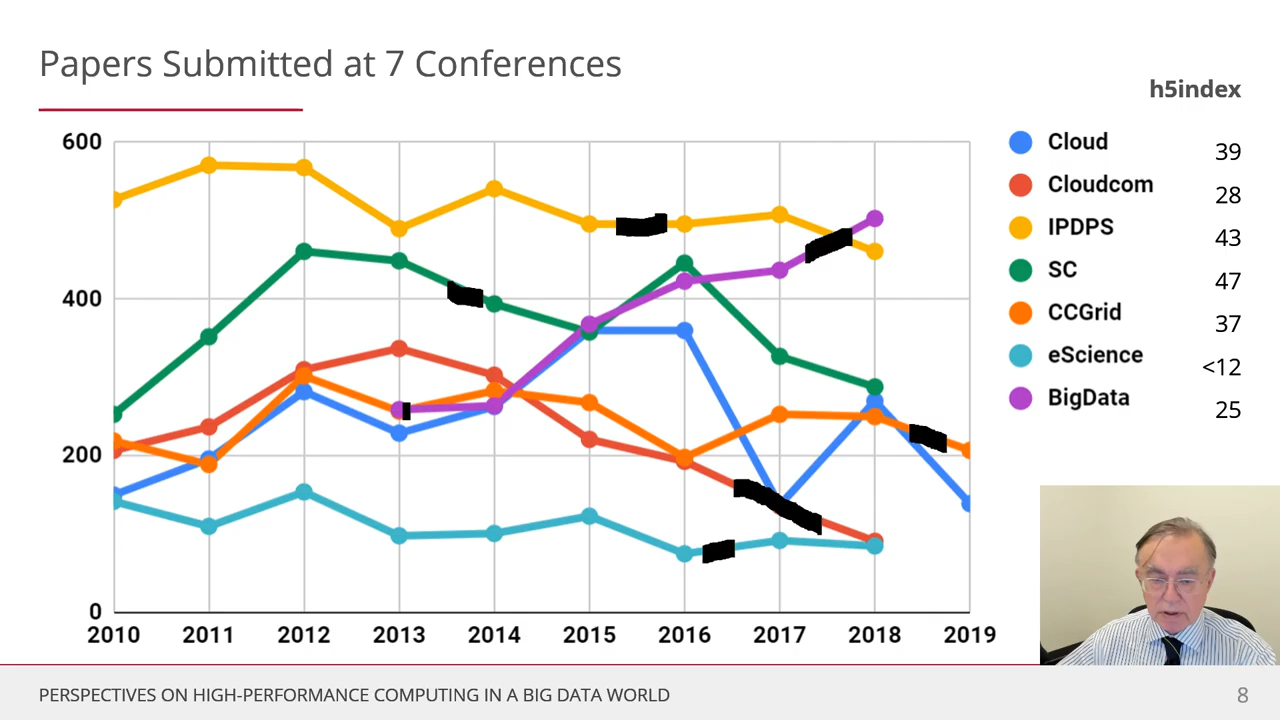 Papers Submitted at 7 Conferences
h5index
600
400
200
0
2010 2011 2012 2013 2014 2015 2016 2017 2018 2019
Cloud 39
Cloudcom 28
IPDPS 43
SC 47
CCGrid 37
eScience <12
BigData 25
PERSPECTIVES ON HIGH-PERFORMANCE COMPUTING IN A BIG DATA WORLD 8